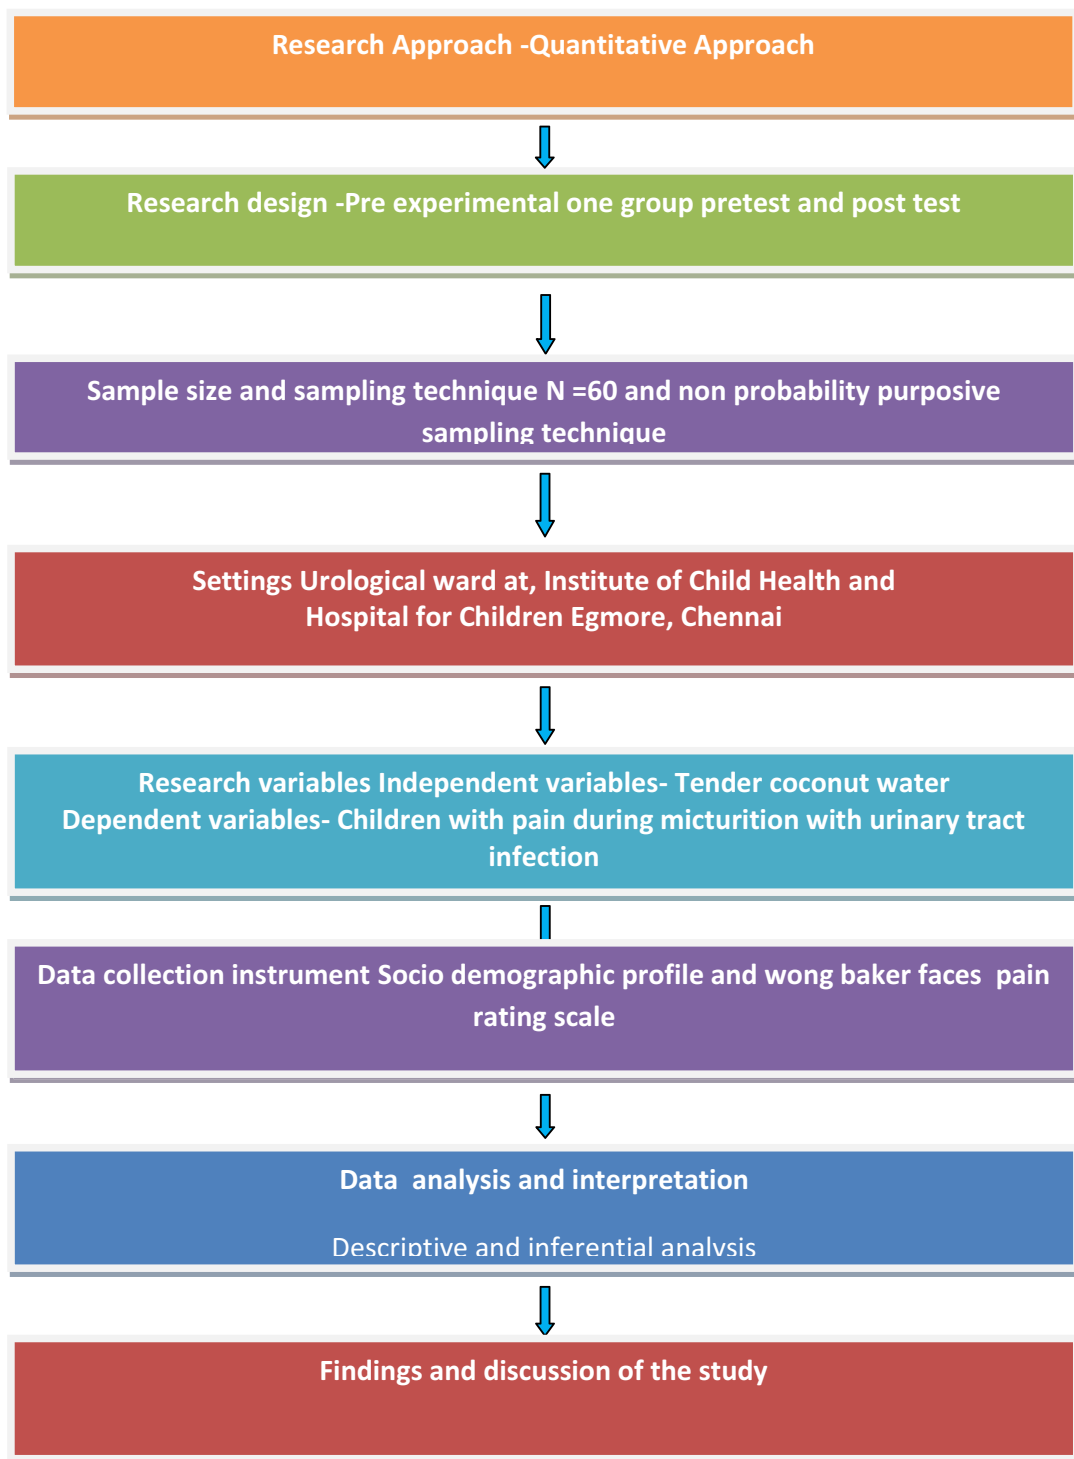 Research Approach -Quantitative Approach
Research design -Pre experimental one group pretest and post test
Sample size and sampling technique N =60 and non probability purposive
sampling technique
Settings Urological ward at, Institute of Child Health and
Hospital for Children Egmore, Chennai
Research variables Independent variables- Tender coconut water
Dependent variables- Children with pain during micturition with urinary tract
infection
Data collection instrument Socio demographic profile and wong baker faces pain
rating scale
Data analysis and interpretation
Descriptive and inferential analysis
Findings and discussion of the study